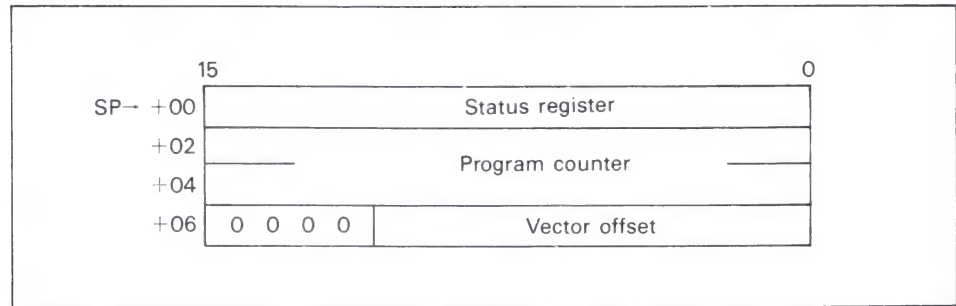 15 0
SP→ +00 Status register
+02
Program counter
+04
+06 0 0 0 0 Vector offset